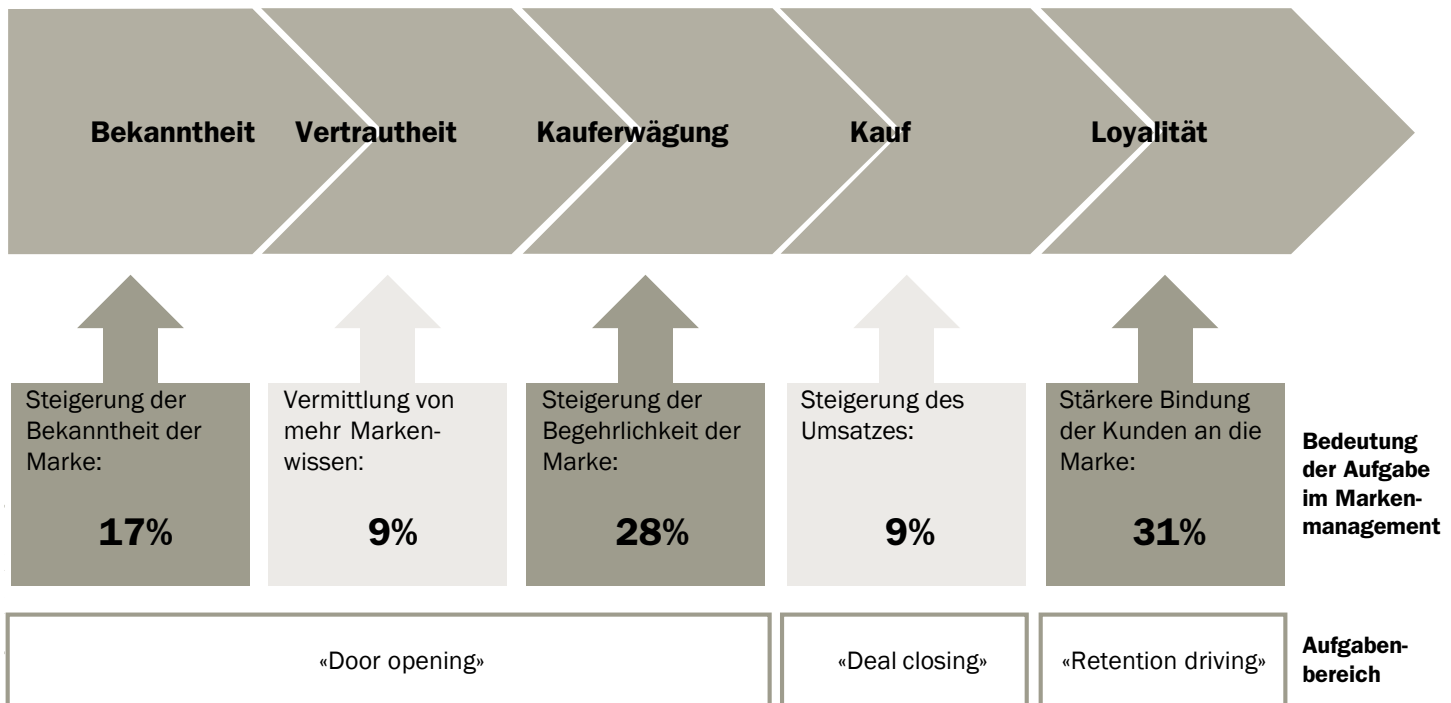 Bekanntheit Vertrautheit Kauferwägung Kauf Loyalität
Steigerung der
Bekanntheit der
Marke:
17%
Vermittlung von
mehr Marken-
wissen:
9%
Steigerung der
Begehrlichkeit der
Marke:
28%
Steigerung des
Umsatzes:
9%
Stärkere Bindung
der Kunden an die
Marke:
31%
Bedeutung
der Aufgabe
im Marken-
management
«Door opening»
«Deal closing»
«Retention driving»
Aufgaben-
bereich